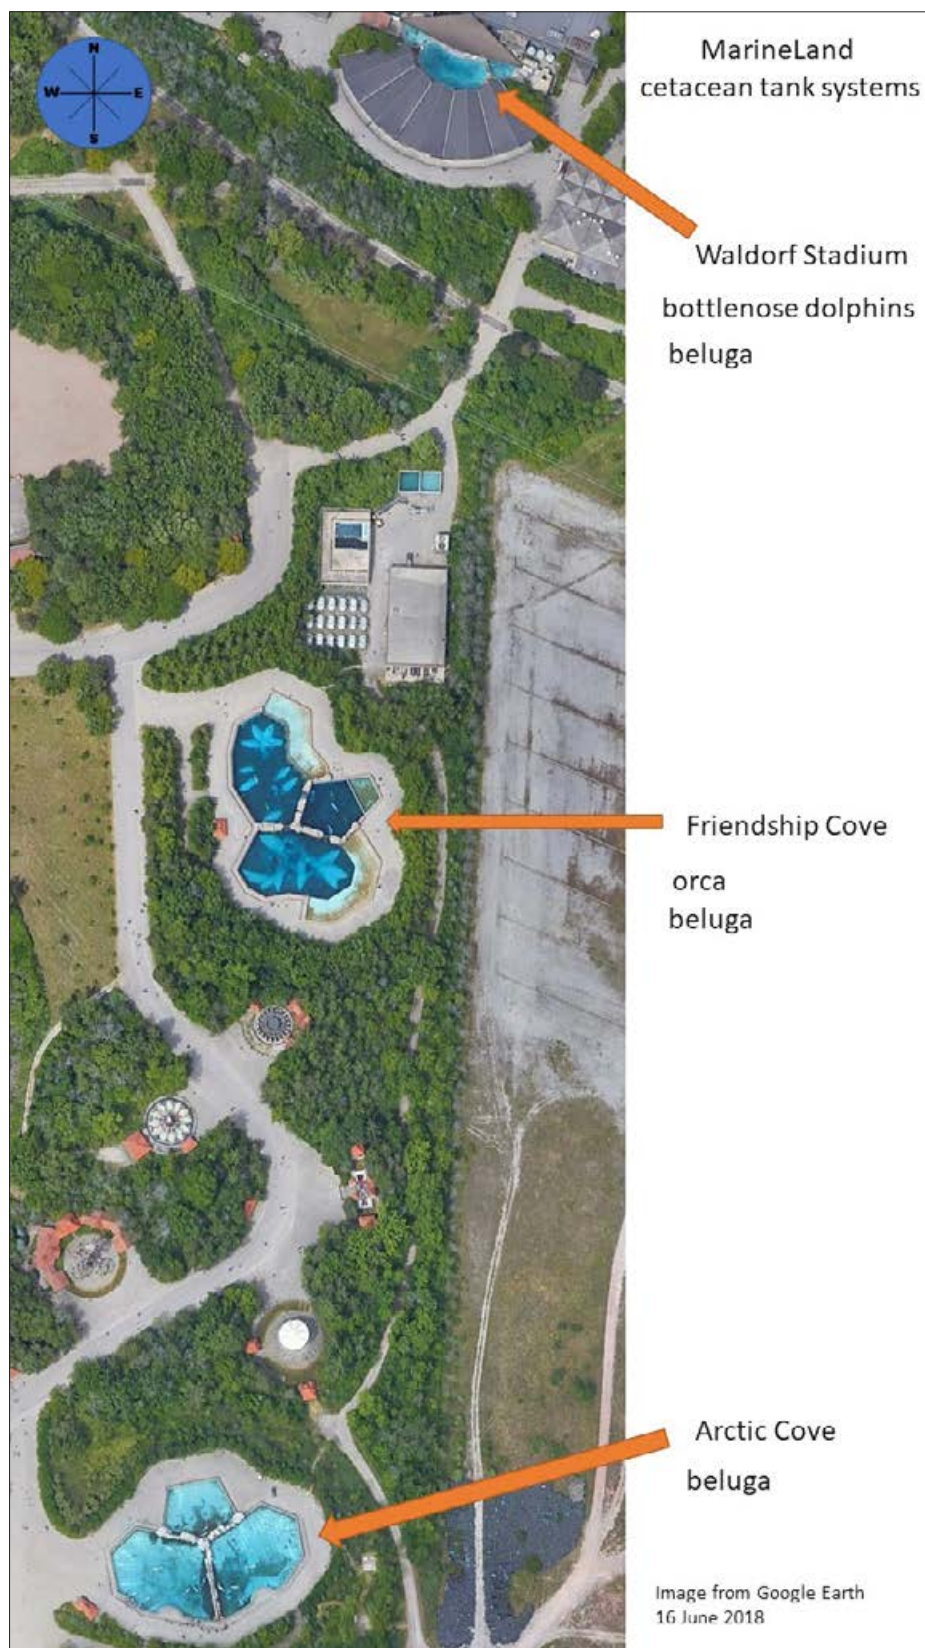 N
W E
S
MarineLand
cetacean tank systems
Waldorf Stadium
bottlenose dolphins
beluga
Friendship Cove
orca
beluga
Arctic Cove
beluga
Image from Google Earth
16 June 2018